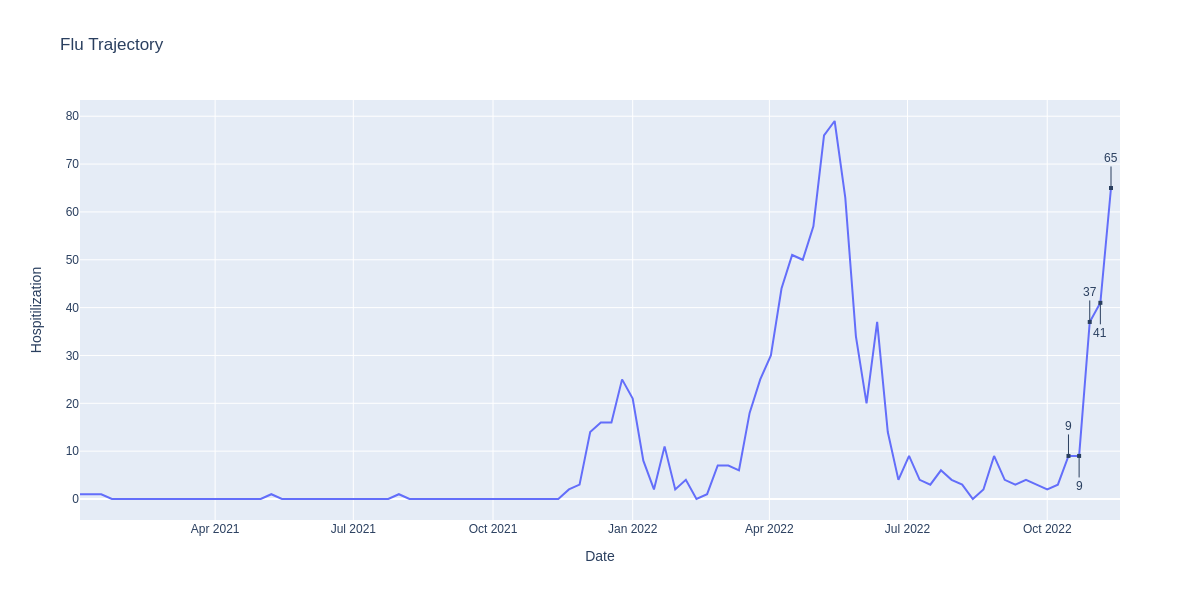 Flu Trajectory
80
70
60
50
40
30
20
10
0
Hospitilization
65
37
41
9
9
Apr 2021
Jul 2021
Oct 2021
Jan 2022
Apr 2022
Jul 2022
Oct 2022
Date